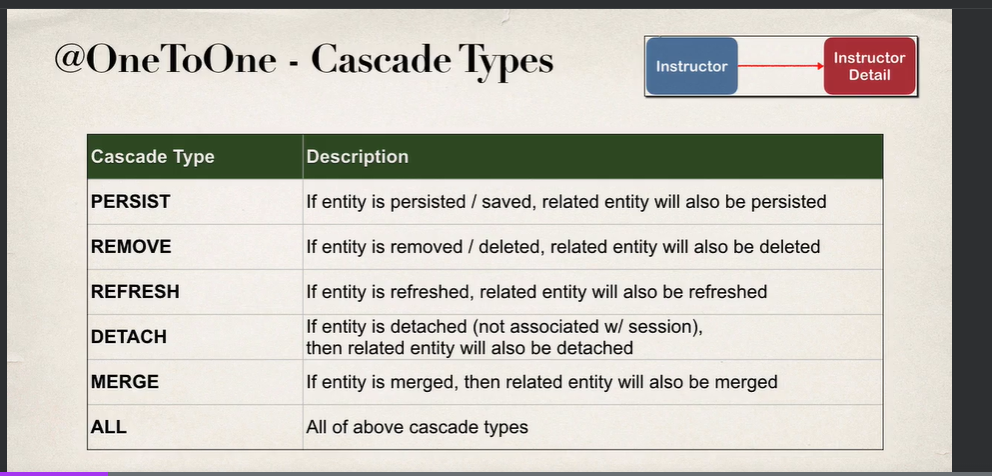 @OneToOne - Cascade Types
Instructor
Instructor
Detail
Cascade Type Description
PERSIST If entity is persisted / saved, related entity will also be persisted
REMOVE If entity is removed / deleted, related entity will also be deleted
REFRESH If entity is refreshed, related entity will also be refreshed
DETACH If entity is detached (not associated w/ session),
then related entity will also be detached
MERGE If entity is merged, then related entity will also be merged
ALL All of above cascade types